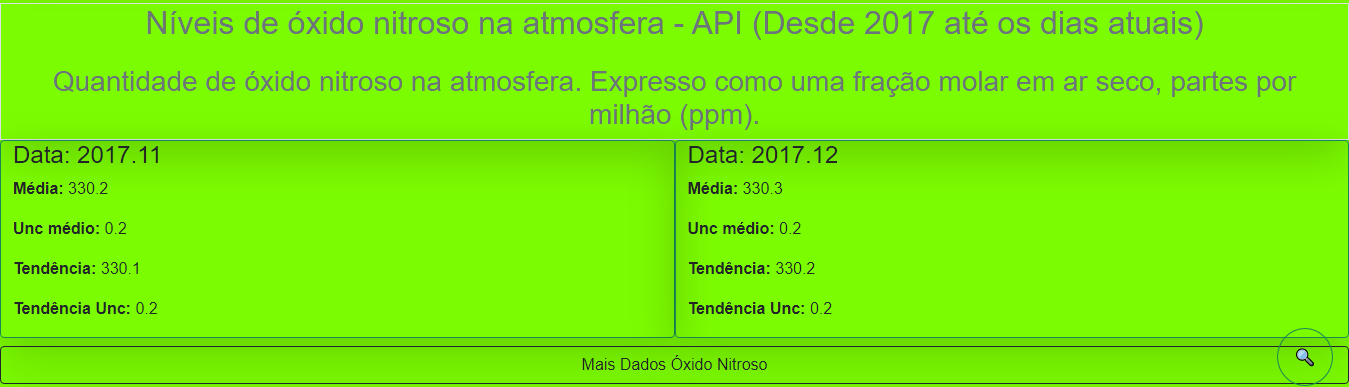 Níveis de óxido nitroso na atmosfera - API (Desde 2017 até os dias atuais)
Quantidade de óxido nitroso na atmosfera. Expresso como uma fração molar em ar seco, partes por
milhão (ppm).
Data: 2017.11
Média: 330.2
Unc médio: 0.2
Tendência: 330.1
Tendência Unc: 0.2
Data: 2017.12
Média: 330.3
Unc médio: 0.2
Tendência: 330.2
Tendência Unc: 0.2
Mais Dados Óxido Nitroso